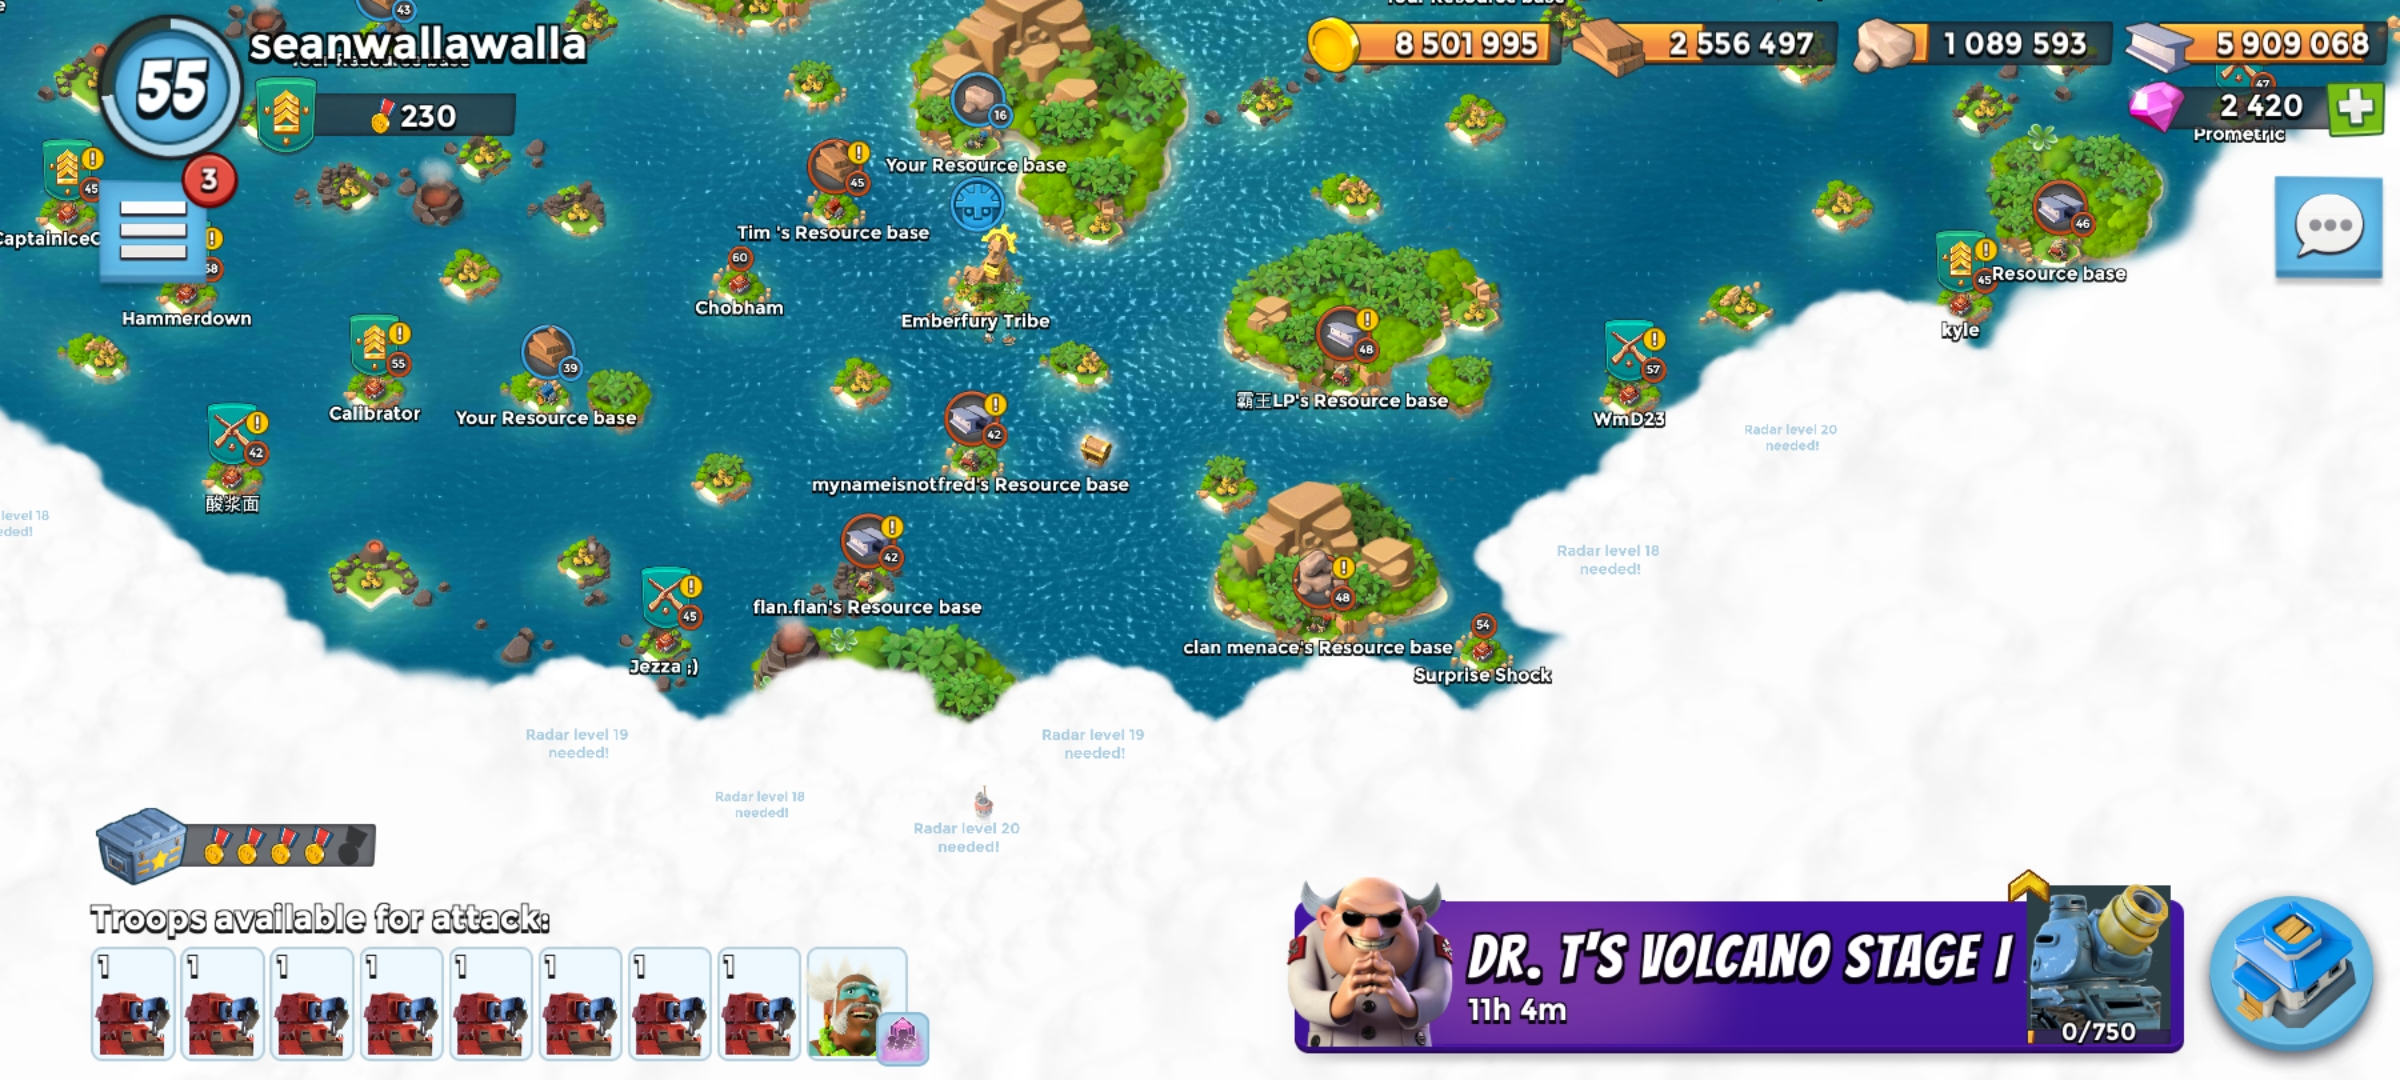 43
seanwallawalla
55
230
8 501 995
2 556 497
1 089 593
5 909 068
2 420
47
Prometric
3
45
16
Your Resource base
45
Tim 's Resource base
46
Resource base
45
kyle
58
Hammerdown
60
Chobham
Emberfury Tribe
48
霸王LP's Resource base
57
WmD23
55
Calibrator
39
Your Resource base
42
酸浆面
42
mynameisnotfred's Resource base
Radar level 20
needed!
level 18
42
flan.flan's Resource base
Radar level 18
needed!
45
Jezza ;)
48
clan menace's Resource base
54
Surprise Shock
Radar level 19
needed!
Radar level 19
needed!
Radar level 18
needed!
Radar level 20
needed!
Troops available for attack:
1 1 1 1 1 1 1 1
DR. T'S VOLCANO STAGE I
11h 4m
0/750